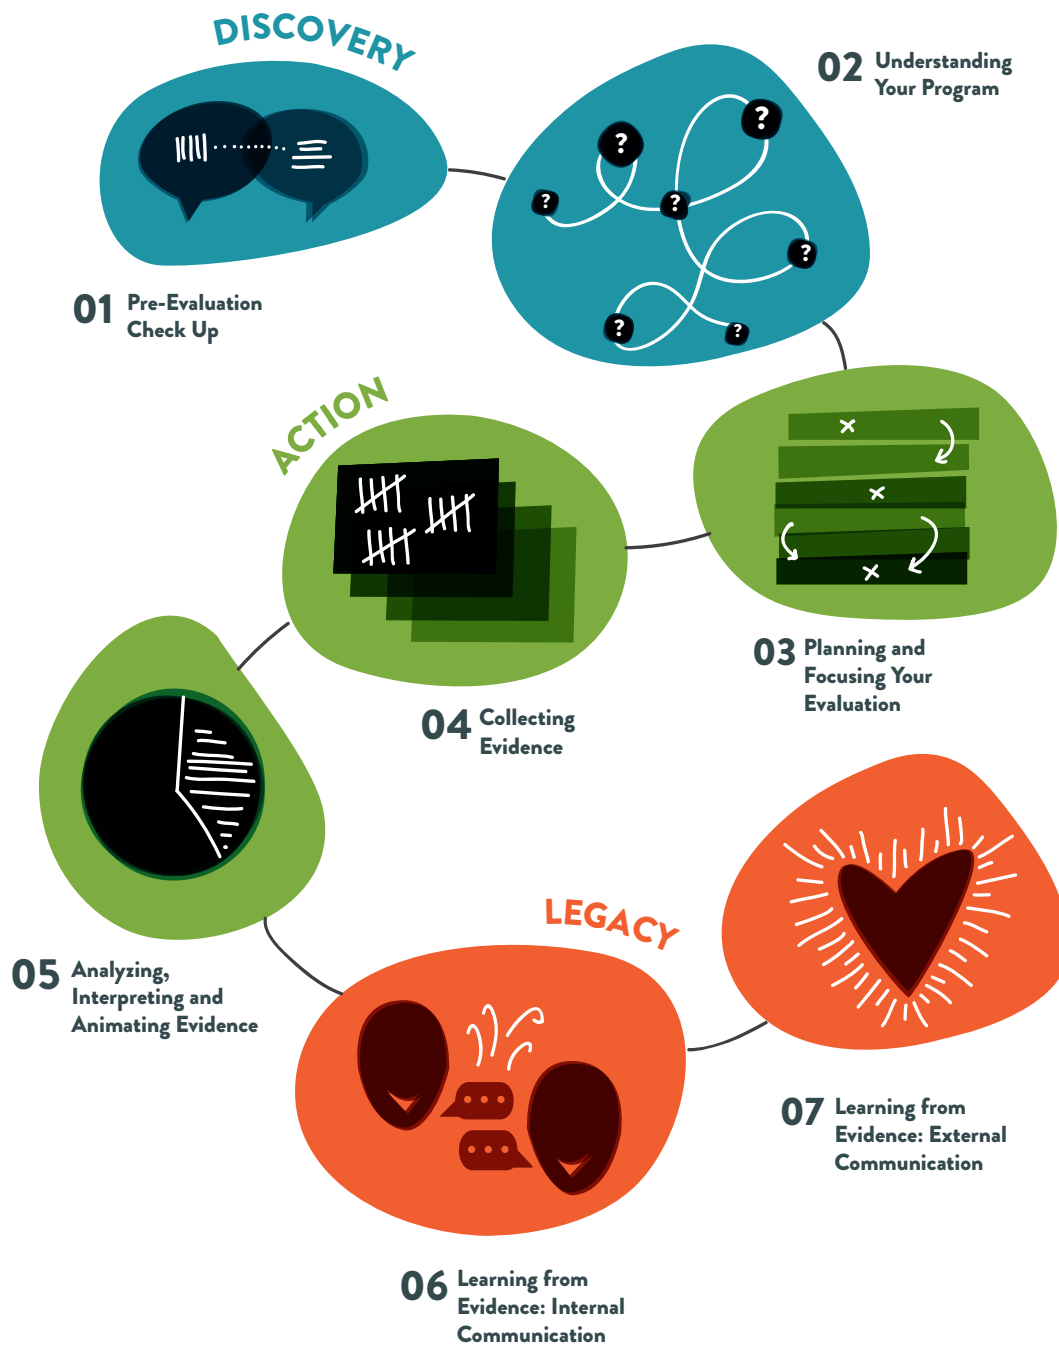 DISCOVERY
01 Pre-Evaluation
Check Up
02 Understanding
Your Program
?
?
?
?
?
?
?
ACTION
03 Planning and
Focusing Your
Evaluation
04 Collecting
Evidence
05 Analyzing,
Interpreting and
Animating Evidence
LEGACY
06 Learning from
Evidence: Internal
Communication
07 Learning from
Evidence: External
Communication